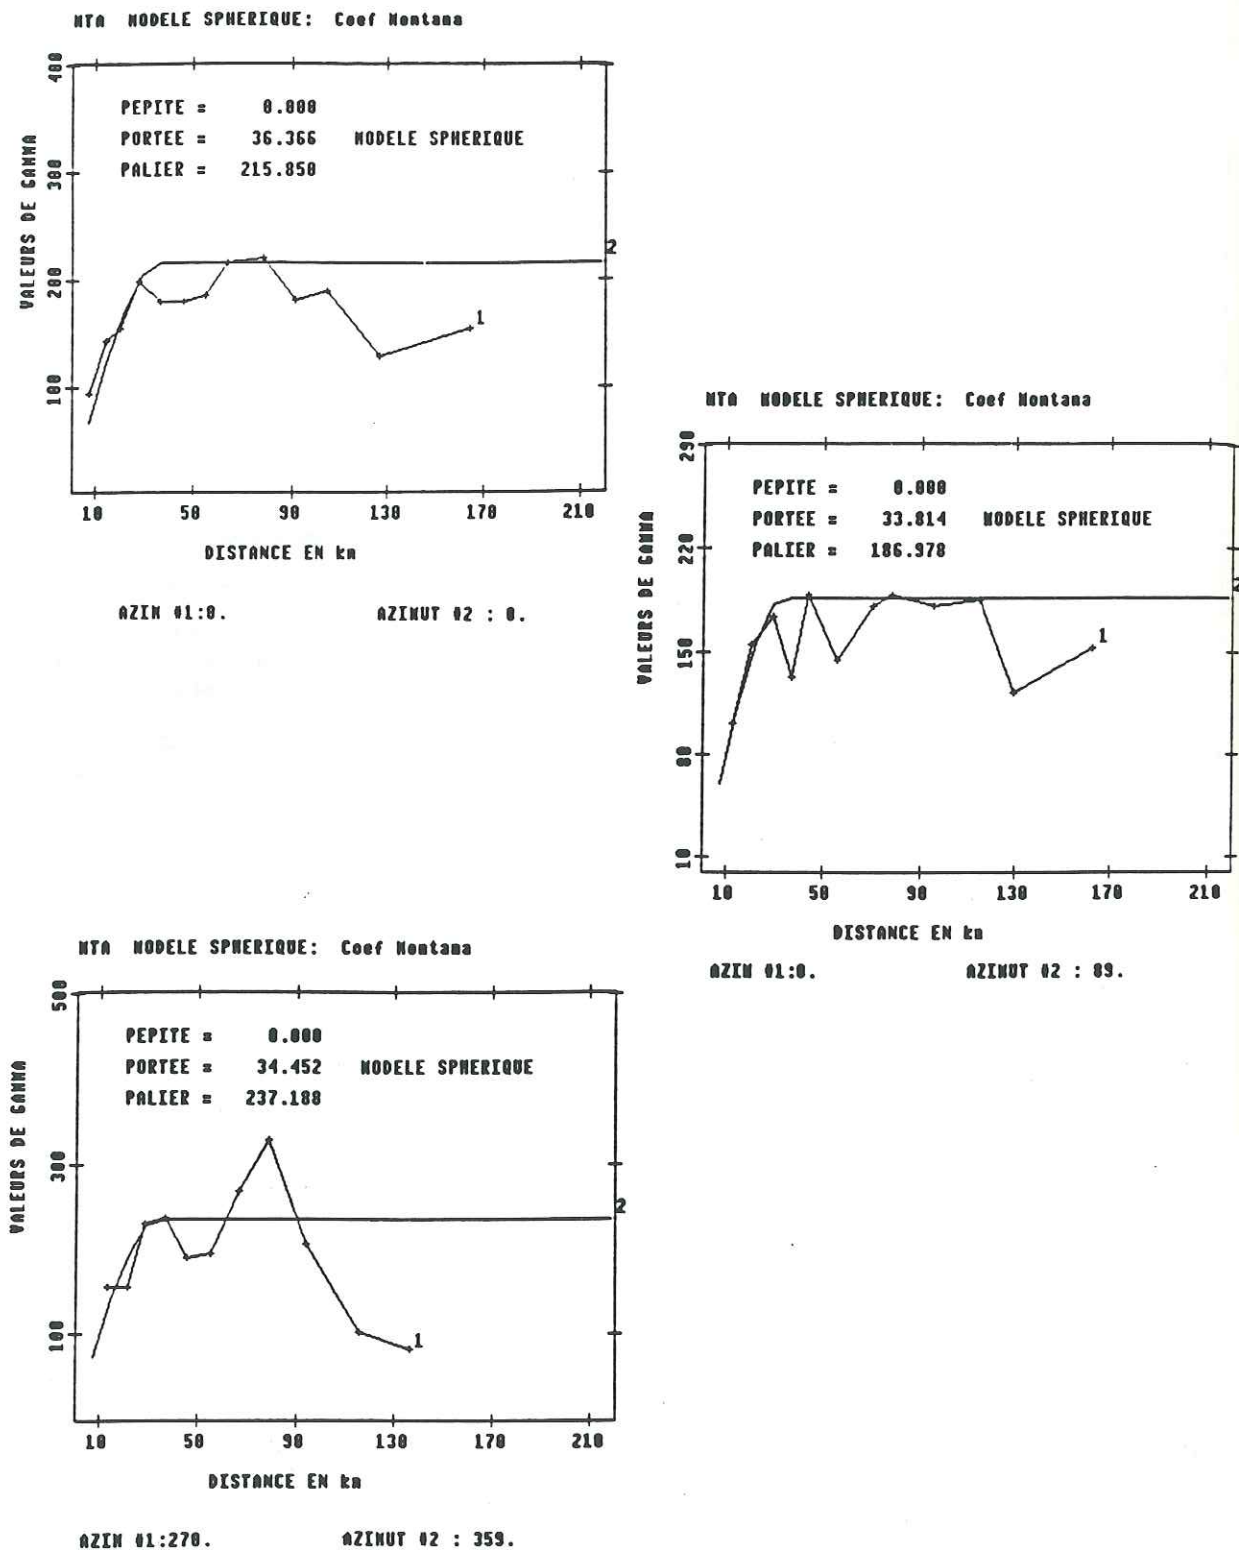 MTA MODELE SPHERIQUE: Coef Montana
400
300
200
100
VALEURS DE GAMMA
PEPITE = 0.000
PORTEE = 36.366 MODELE SPHERIQUE
PALIER = 215.850
2
1
10 50 90 130 170 210
DISTANCE EN km
AZIM #1:0. AZIMUT #2 : 0.
MTA MODELE SPHERIQUE: Coef Montana
290
220
150
80
10
VALEURS DE GAMMA
PEPITE = 0.000
PORTEE = 33.814 MODELE SPHERIQUE
PALIER = 186.978
2
1
10 50 90 130 170 210
DISTANCE EN km
AZIM #1:0. AZIMUT #2 : 89.
MTA MODELE SPHERIQUE: Coef Montana
500
300
100
VALEURS DE GAMMA
PEPITE = 0.000
PORTEE = 34.452 MODELE SPHERIQUE
PALIER = 237.188
2
1
10 50 90 130 170 210
DISTANCE EN km
AZIM #1:270. AZIMUT #2 : 359.